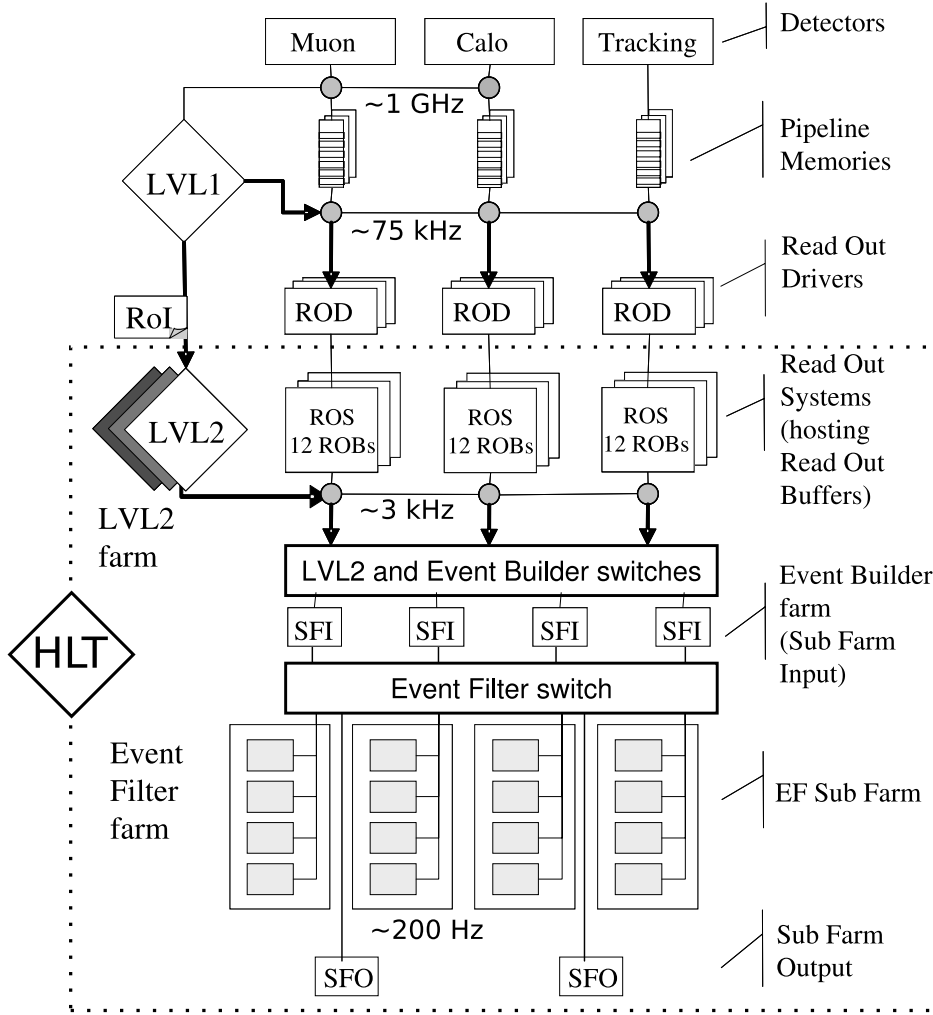 Muon
Calo
Tracking
Detectors
~1 GHz
Pipeline
Memories
LVL1
~75 kHz
Read Out
Drivers
ROD
ROD
ROD
RoI
Read Out
Systems
(hosting
Read Out
Buffers)
LVL2
ROS
12 ROBs
ROS
12 ROBs
ROS
12 ROBs
~3 kHz
LVL2
farm
LVL2 and Event Builder switches
Event Builder
farm
(Sub Farm
Input)
SFI
SFI
SFI
SFI
HLT
Event Filter switch
Event
Filter
farm
EF Sub Farm
~200 Hz
Sub Farm
Output
SFO
SFO